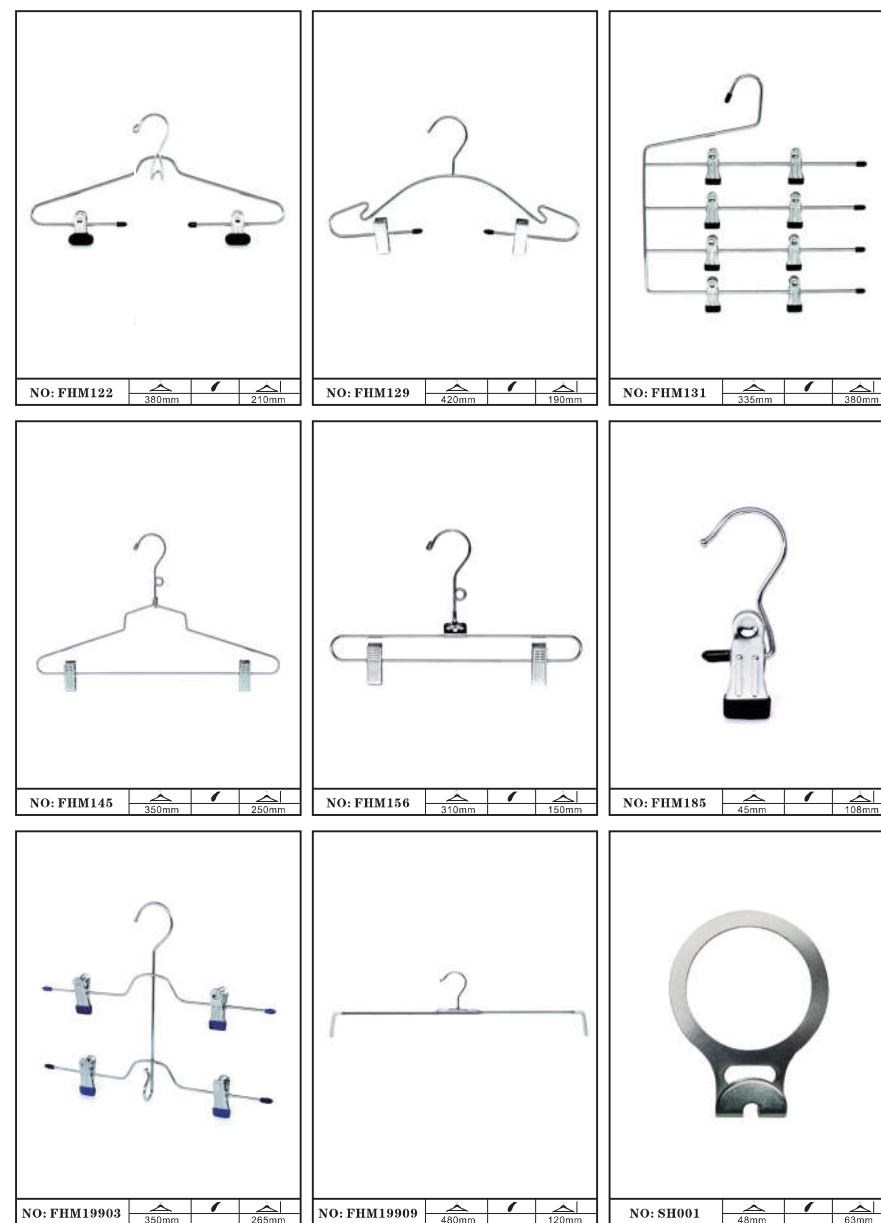 NO: FHM122 380mm 210mm
NO: FHM129 420mm 190mm
NO: FHM131 335mm 380mm
NO: FHM145 350mm 250mm
NO: FHM156 310mm 150mm
NO: FHM185 45mm 108mm
NO: FHM19903 350mm 265mm
NO: FHM19909 480mm 120mm
NO: SH001 48mm 63mm